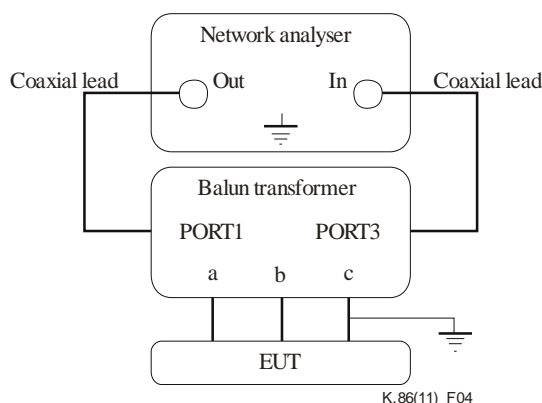 Network analyser
Coaxial lead
Out
In
Coaxial lead
Balun transformer
PORT1
PORT3
a
b
c
EUT
K.86(11)_F04